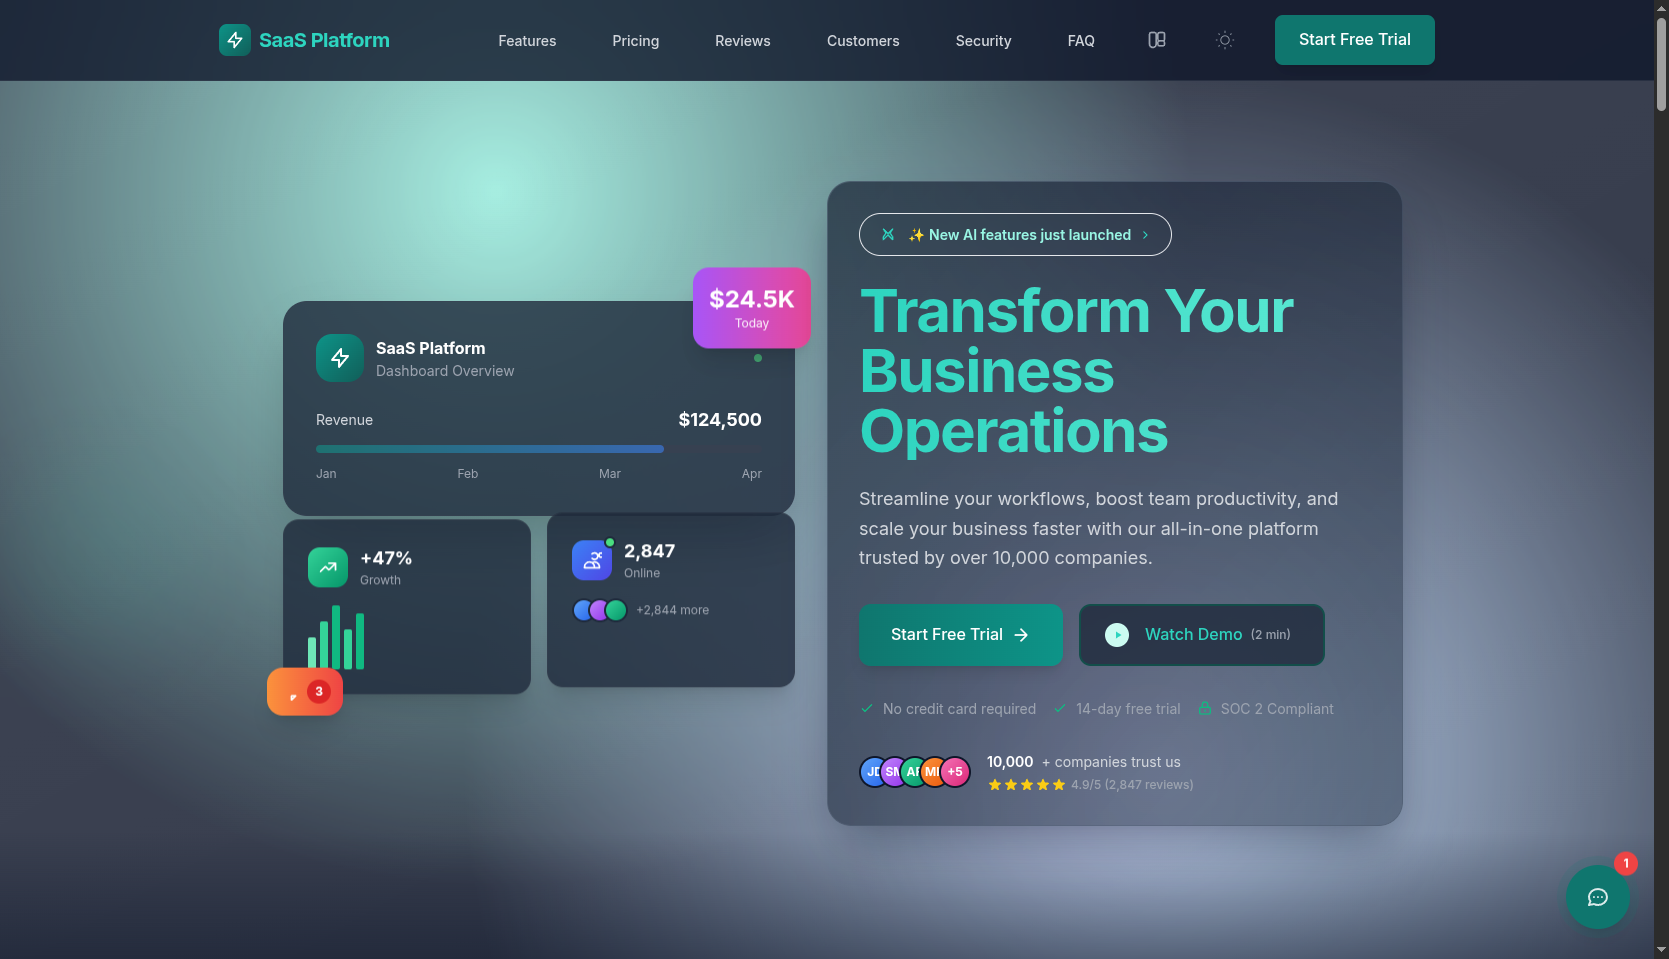 SaaS Platform
Features
Pricing
Reviews
Customers
Security
FAQ
Start Free Trial
$24.5K
Today
SaaS Platform
Dashboard Overview
Revenue
$124,500
Jan Feb Mar Apr
+47%
Growth
2,847
Online
+2,844 more
3
✨ New AI features just launched
Transform Your
Business
Operations
Streamline your workflows, boost team productivity, and
scale your business faster with our all-in-one platform
trusted by over 10,000 companies.
Start Free Trial
Watch Demo (2 min)
No credit card required
14-day free trial
SOC 2 Compliant
+5
10,000 + companies trust us
4.9/5 (2,847 reviews)
1